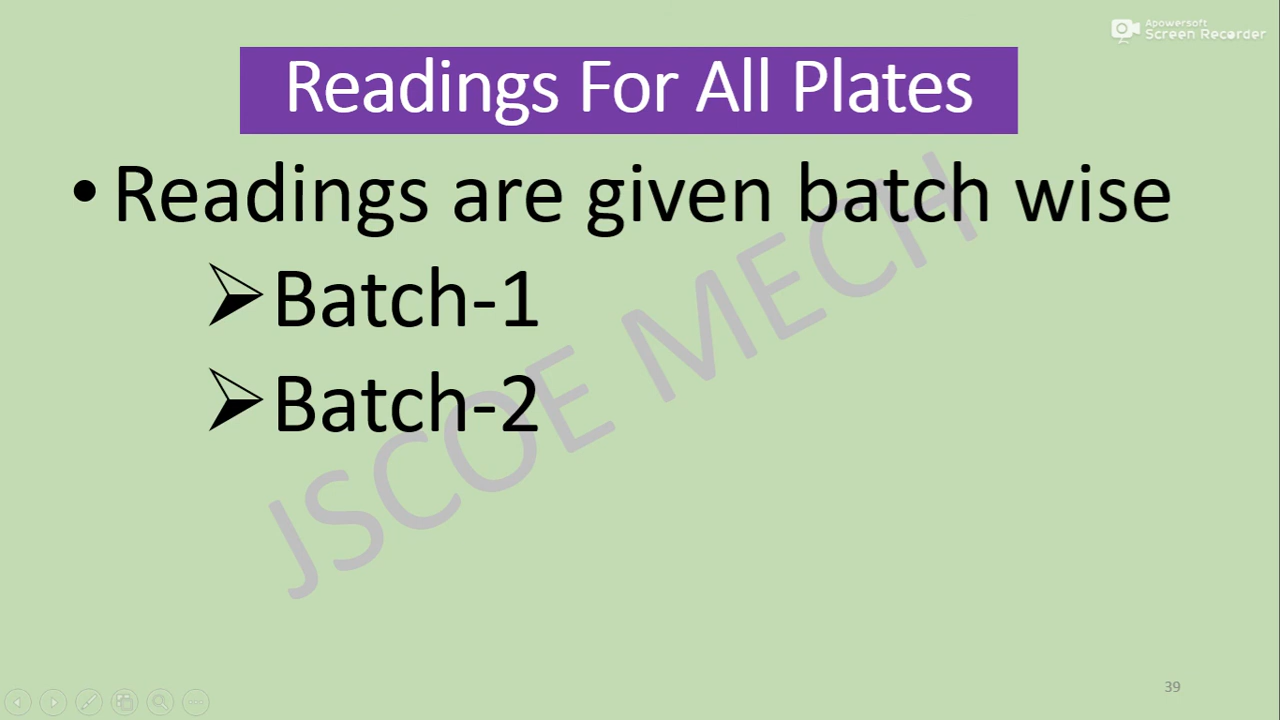 Apowersoft
Screen Recorder
Readings For All Plates
• Readings are given batch wise
➢Batch-1
➢Batch-2
JSCOE MECH
39